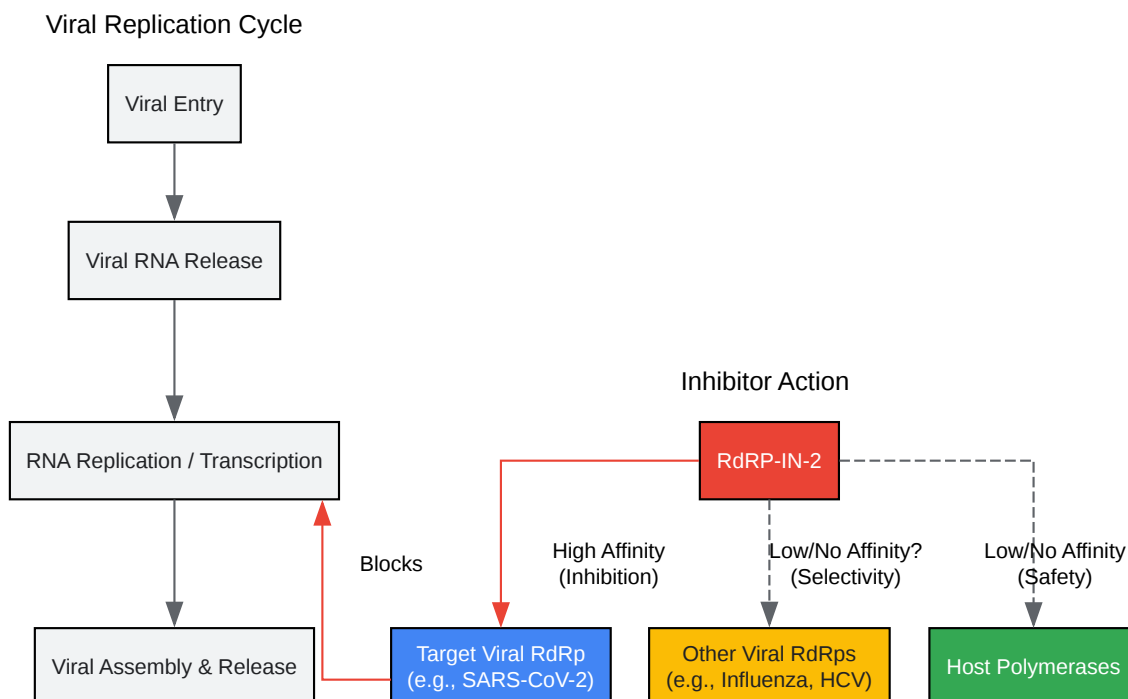 Viral Replication Cycle
Viral Entry
Viral RNA Release
Inhibitor Action
RNA Replication / Transcription
RdRP-IN-2
Blocks
High Affinity
(Inhibition)
Low/No Affinity?
(Selectivity)
Low/No Affinity
(Safety)
Viral Assembly & Release
Target Viral RdRp
(e.g., SARS-CoV-2)
Other Viral RdRps
(e.g., Influenza, HCV)
Host Polymerases